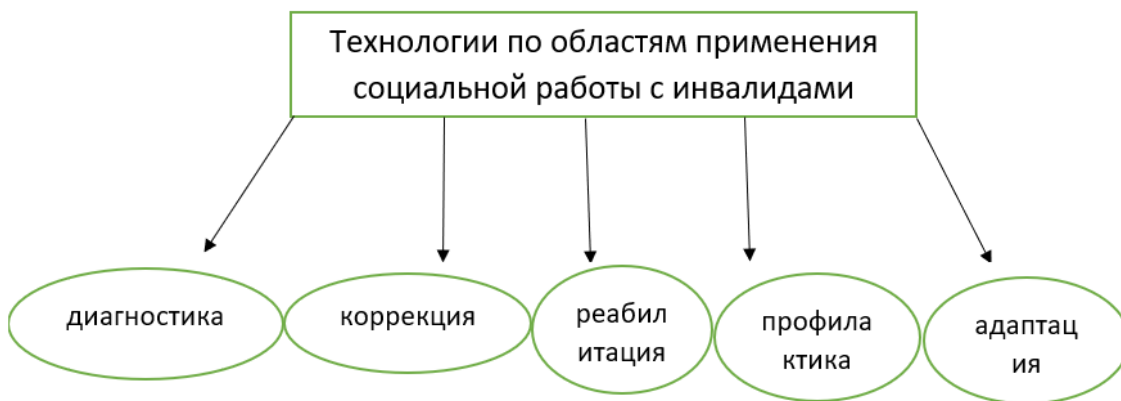 Технологии по областям применения
социальной работы с инвалидами
диагностика
коррекция
реабил
итация
профила
ктика
адаптац
ия